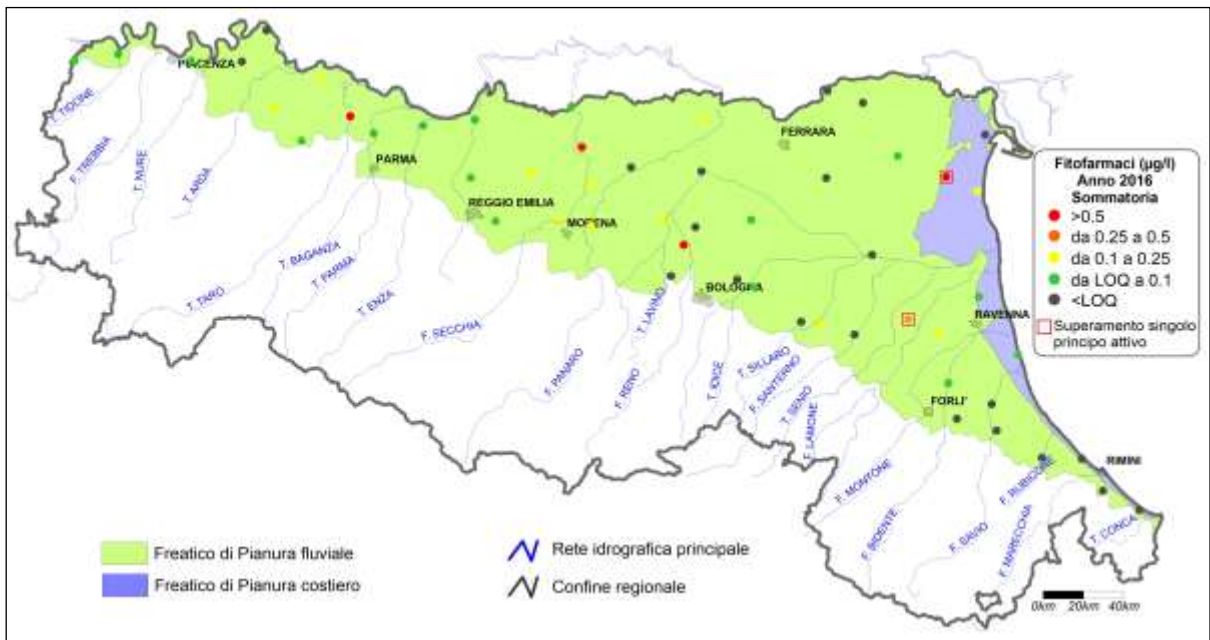 PIACENZA
T. TIDONE
F. TREBBIA
T. NURE
T. ARDA
PARMA
REGGIO EMILIA
MODENA
FERRARA
BOLOGNA
RAVENNA
FORLI'
RIMINI
T. TARO
T. BAGANZA
T. PARMA
T. ENZA
F. SECCHIA
F. PANARO
F. RENO
T. LAVINO
T. IDICE
T. SILLARO
F. SANTERNO
T. SENIO
F. LAMONE
F. MONTONE
F. BIDENTE
F. SAVIO
F. RUBICONE
F. MARECCHIA
T. CONCA
Fitofarmaci (µg/l)
Anno 2016
Sommatoria
>0.5
da 0.25 a 0.5
da 0.1 a 0.25
da LOQ a 0.1
<LOQ
Superamento singolo
principo attivo
Freatico di Pianura fluviale
Freatico di Pianura costiero
Rete idrografica principale
Confine regionale
0km 20km 40km